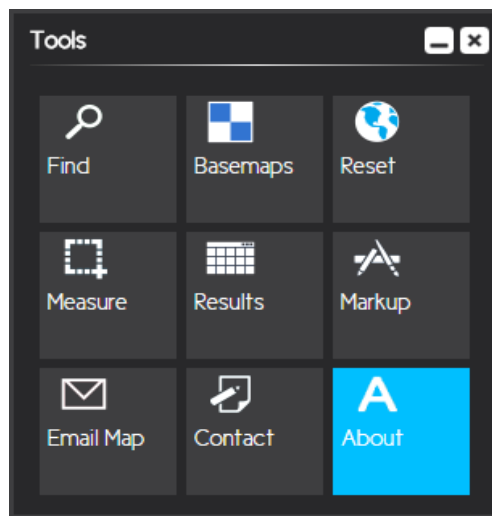 Tools
Find
Basemaps
Reset
Measure
Results
Markup
Email Map
Contact
A
About